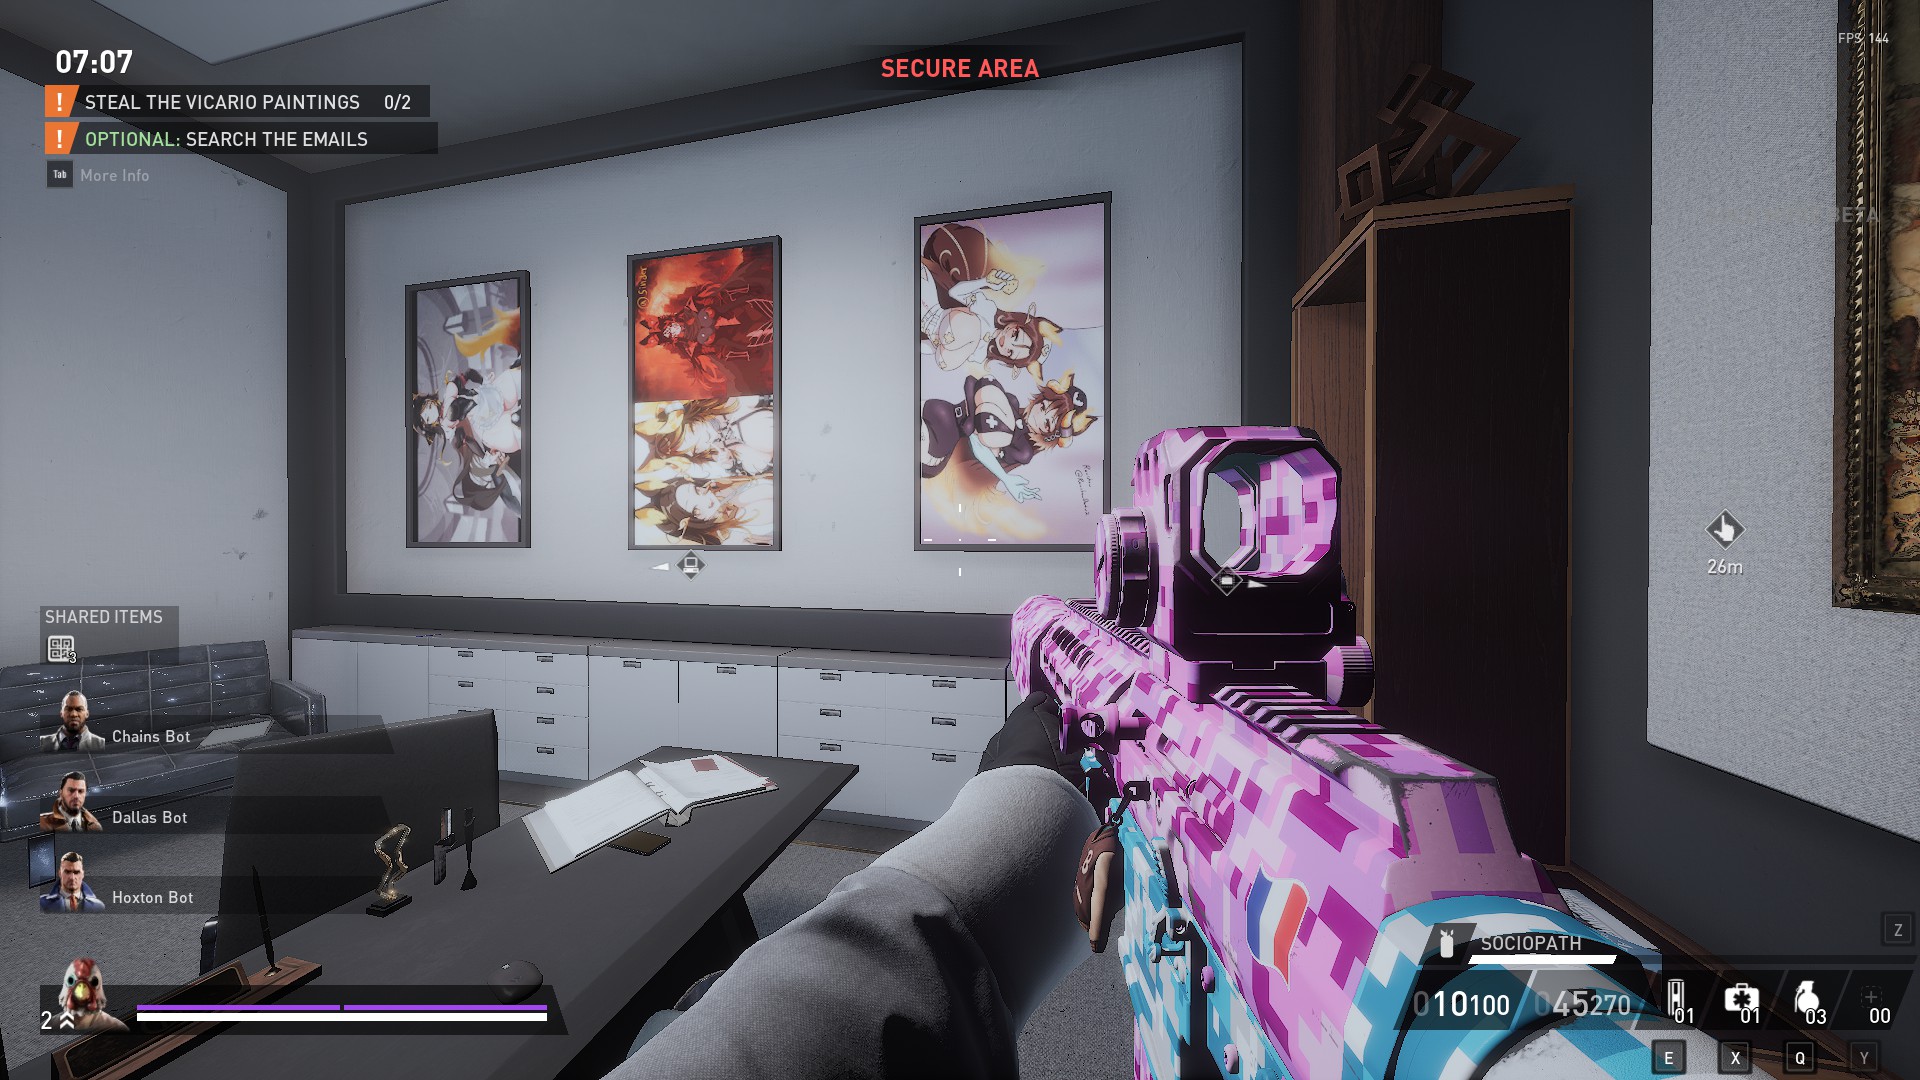 07:07
SECURE AREA
FPS: 144
! STEAL THE VICARIO PAINTINGS 0/2
! OPTIONAL: SEARCH THE EMAILS
Tab More Info
BETA
26m
SHARED ITEMS
3
Chains Bot
Dallas Bot
Hoxton Bot
2
Z
SOCIOPATH
010100 045270 01 01 03 00
E X Q Y